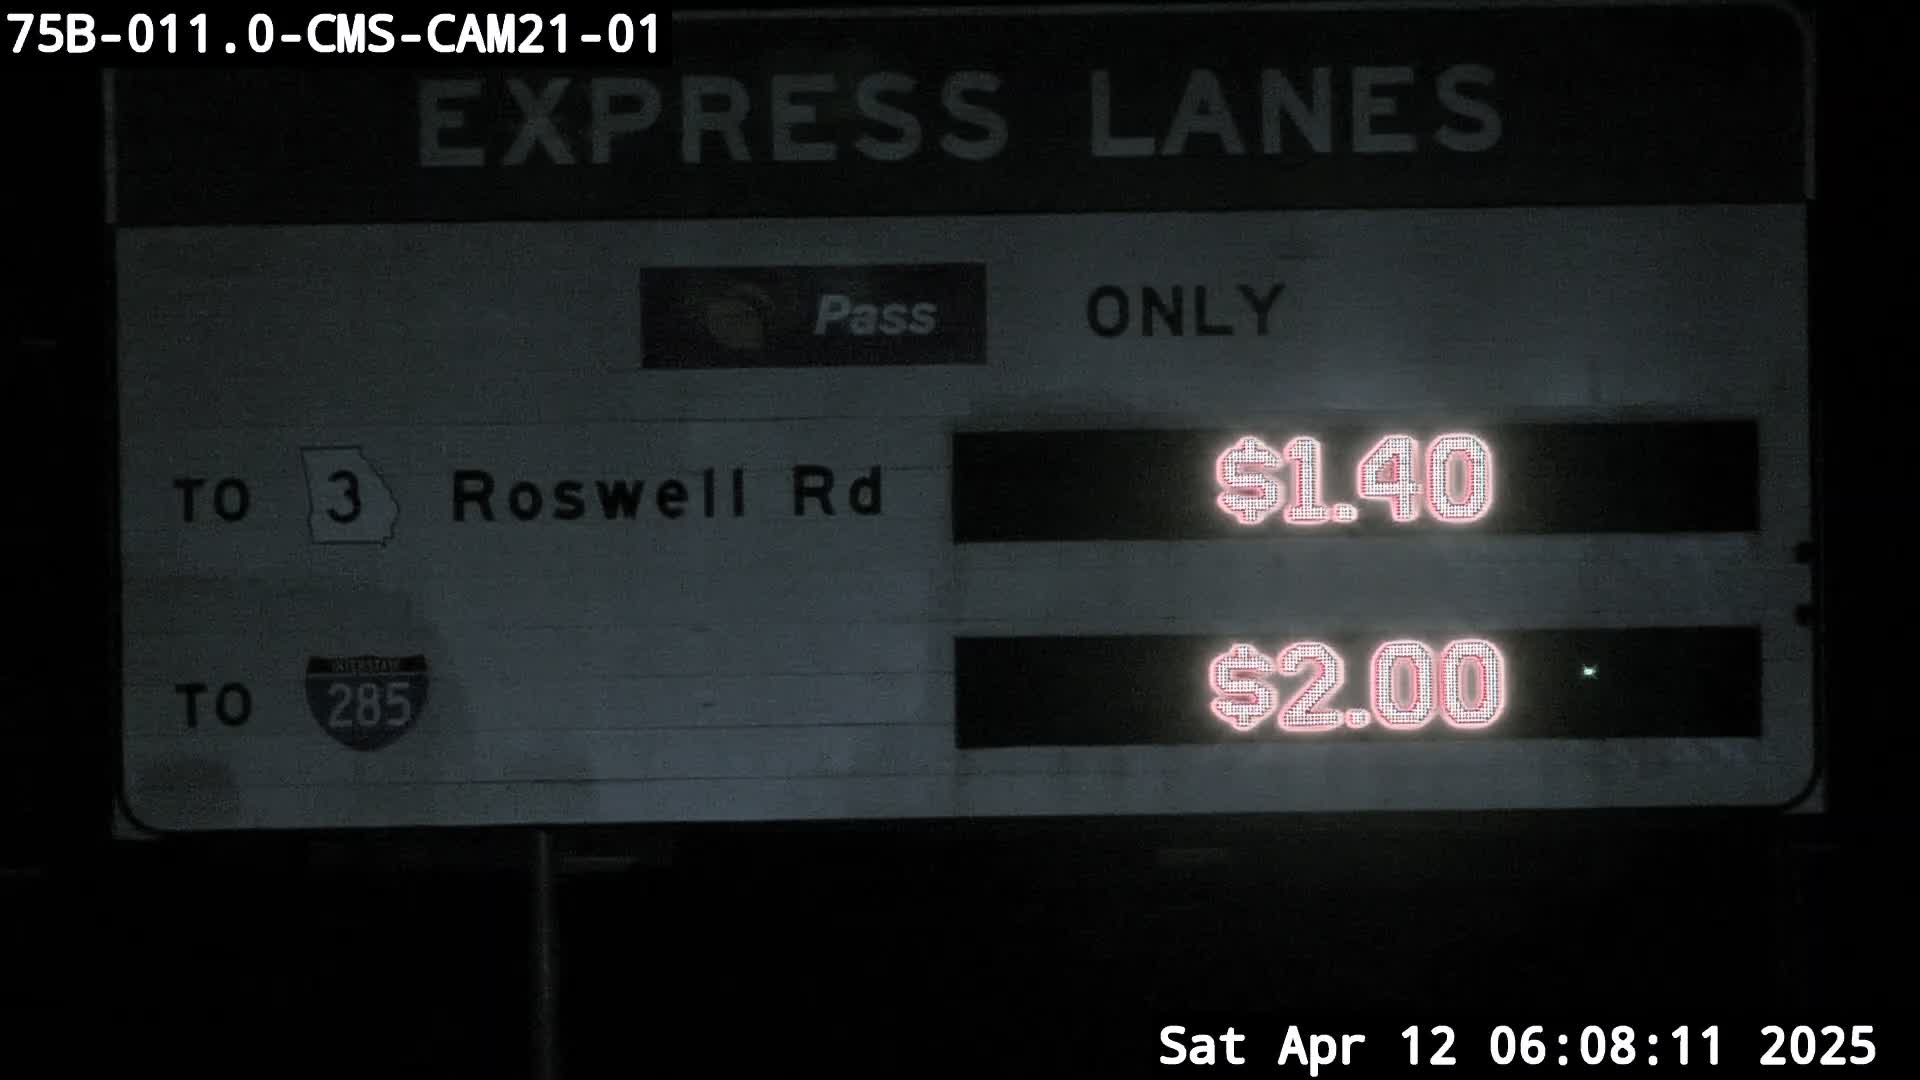 75B-011.0-CMS-CAM21-01
EXPRESS LANES
Pass ONLY
TO 3 Roswell Rd $1.40
INTERSTATE
TO 285 $2.00
Sat Apr 12 06:08:11 2025